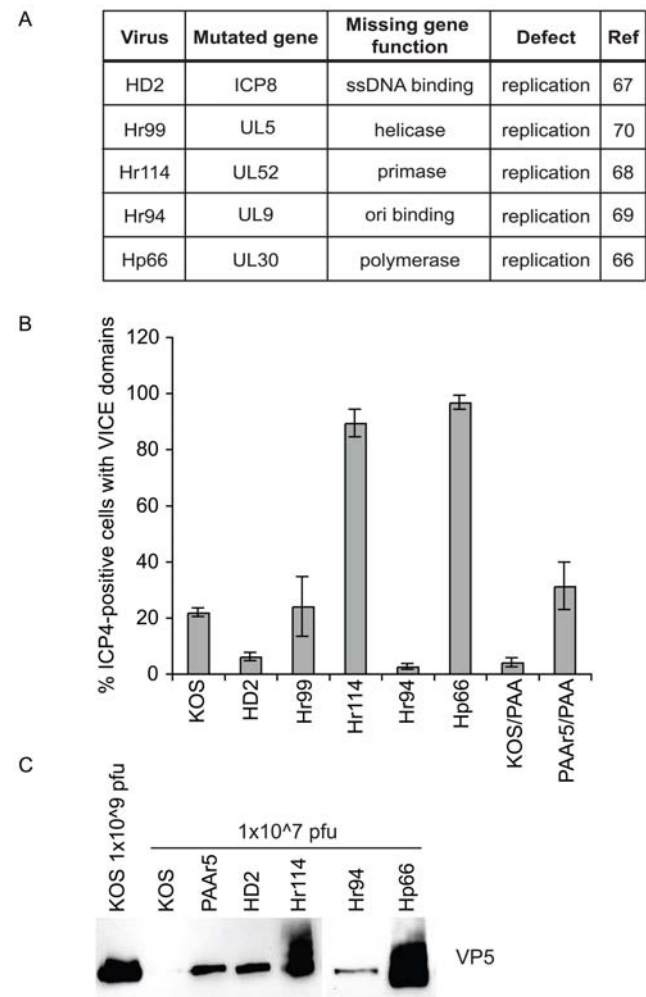 A
Virus Mutated gene Missing gene function Defect Ref
HD2 ICP8 ssDNA binding replication 67
Hr99 UL5 helicase replication 70
Hr114 UL52 primase replication 68
Hr94 UL9 ori binding replication 69
Hp66 UL30 polymerase replication 66
B
% ICP4-positive cells with VICE domains
120
100
80
60
40
20
0
KOS HD2 Hr99 Hr114 Hr94 Hp66 KOS/PAA PAAr5/PAA
C
KOS 1x10^9 pfu
1x10^7 pfu
KOS PAAr5 HD2 Hr114 Hr94 Hp66
VP5